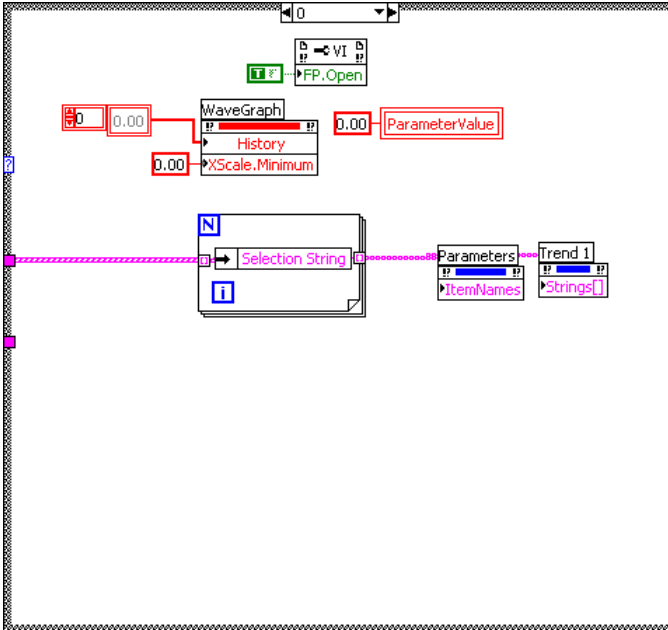 0
VI
T F
FP.Open
WaveGraph
0 0.00
History
0.00 ParameterValue
0.00
XScale.Minimum
?
N
Selection String
i
Parameters
ItemNames
Trend 1
Strings[]